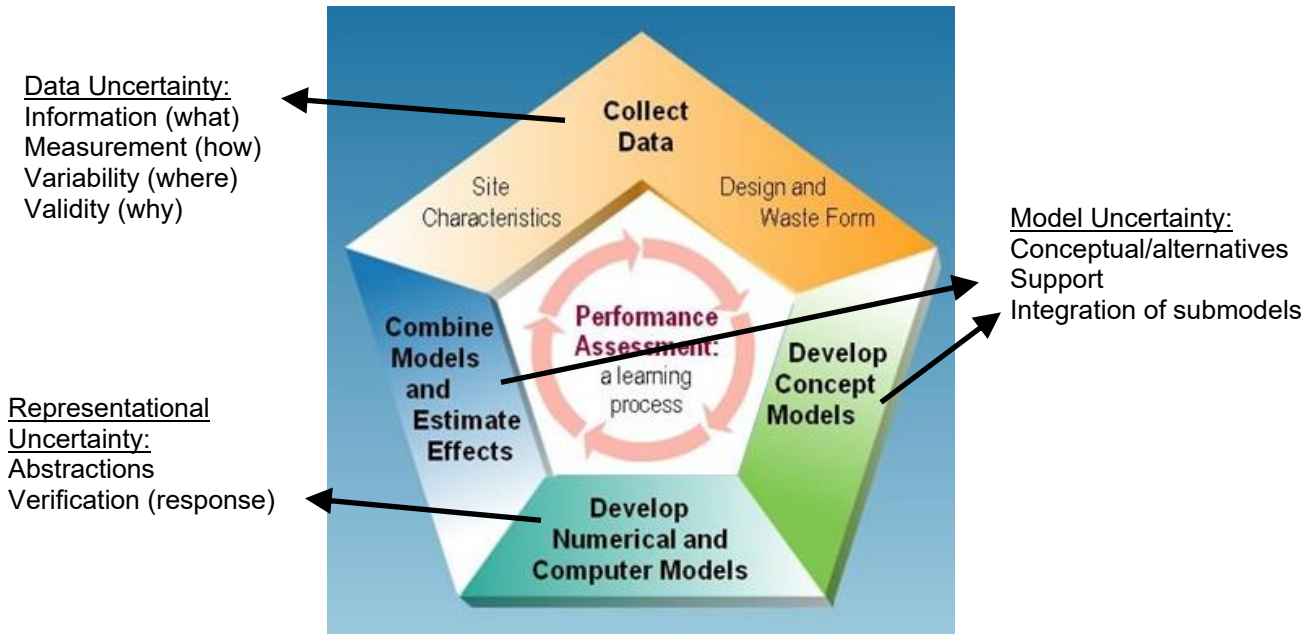 Data Uncertainty:
Information (what)
Measurement (how)
Variability (where)
Validity (why)
Collect
Data
Site
Characteristics
Design and
Waste Form
Model Uncertainty:
Conceptual/alternatives
Support
Integration of submodels
Combine
Models
and
Estimate
Effects
Performance
Assessment:
a learning
process
Develop
Concept
Models
Representational
Uncertainty:
Abstractions
Verification (response)
Develop
Numerical and
Computer Models